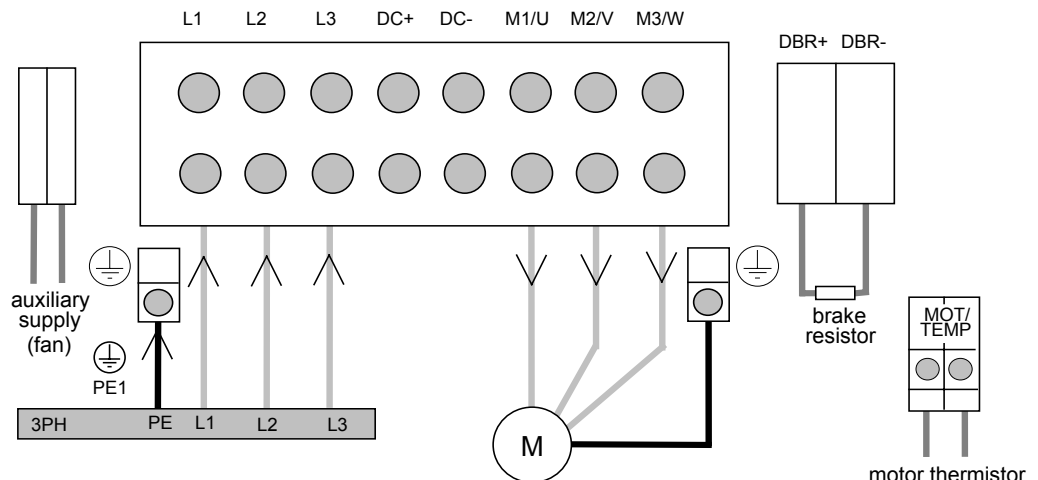 L1 L2 L3 DC+ DC- M1/U M2/V M3/W
DBR+ DBR-
auxiliary
supply
(fan)
PE1
3PH PE L1 L2 L3
M
brake
resistor
MOT/
TEMP
motor thermistor